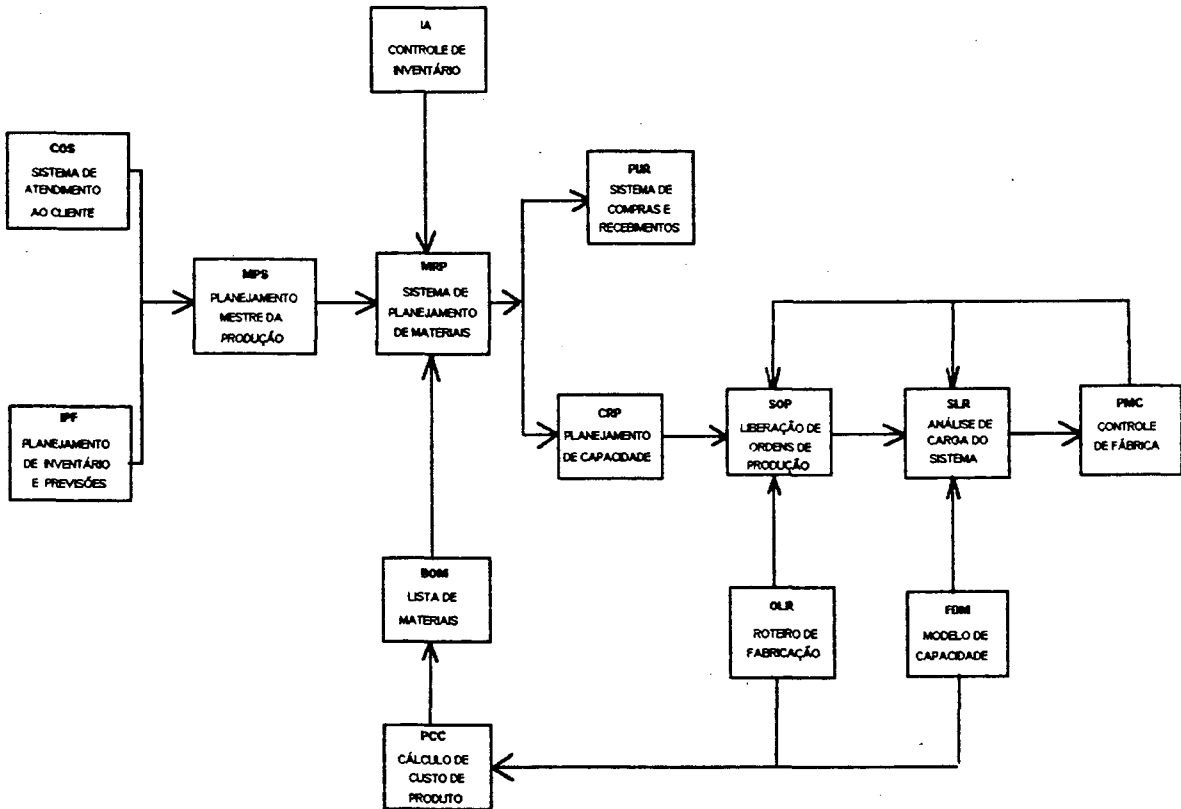 IA
CONTROLE DE
INVENTÁRIO
COS
SISTEMA DE
ATENDIMENTO
AO CLIENTE
PUR
SISTEMA DE
COMPRAS E
RECEBIMENTOS
MPS
PLANEJAMENTO
MESTRE DA
PRODUÇÃO
MRP
SISTEMA DE
PLANEJAMENTO
DE MATERIAIS
IPF
PLANEJAMENTO
DE INVENTÁRIO
E PREVISÕES
CRP
PLANEJAMENTO
DE CAPACIDADE
SOP
LIBERAÇÃO DE
ORDENS DE
PRODUÇÃO
SLR
ANÁLISE DE
CARGA DO
SISTEMA
PMC
CONTROLE
DE FÁBRICA
BOM
LISTA DE
MATERIAIS
OLR
ROTEIRO DE
FABRICAÇÃO
FDM
MODELO DE
CAPACIDADE
PCC
CÁLCULO DE
CUSTO DE
PRODUTO